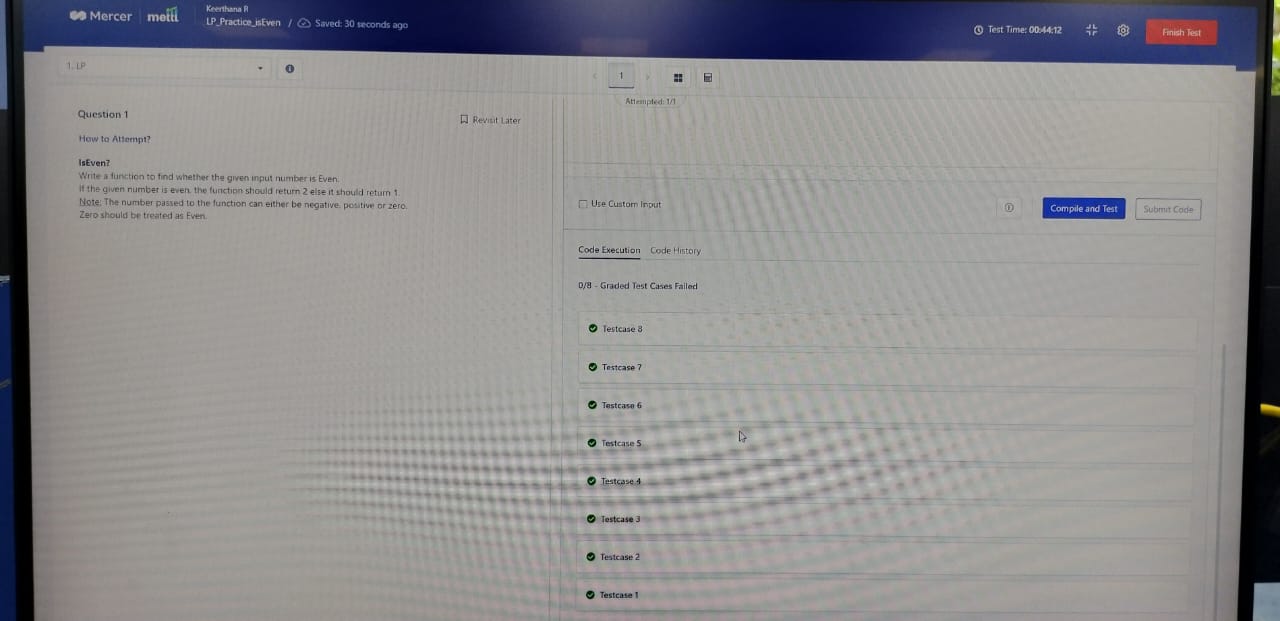 Mercer | mettl
Keerthana R
LP_Practice_isEven / Saved: 30 seconds ago
Test Time: 00:44:12
Finish Test
1. LP
1
Attempted: 1/1
Question 1
Revisit Later
How to Attempt?
IsEven?
Write a function to find whether the given input number is Even.
If the given number is even, the function should return 2 else it should return 1.
Note: The number passed to the function can either be negative, positive or zero.
Zero should be treated as Even.
Use Custom Input
Compile and Test
Submit Code
Code Execution
Code History
0/8 - Graded Test Cases Failed
Testcase 8
Testcase 7
Testcase 6
Testcase 5
Testcase 4
Testcase 3
Testcase 2
Testcase 1